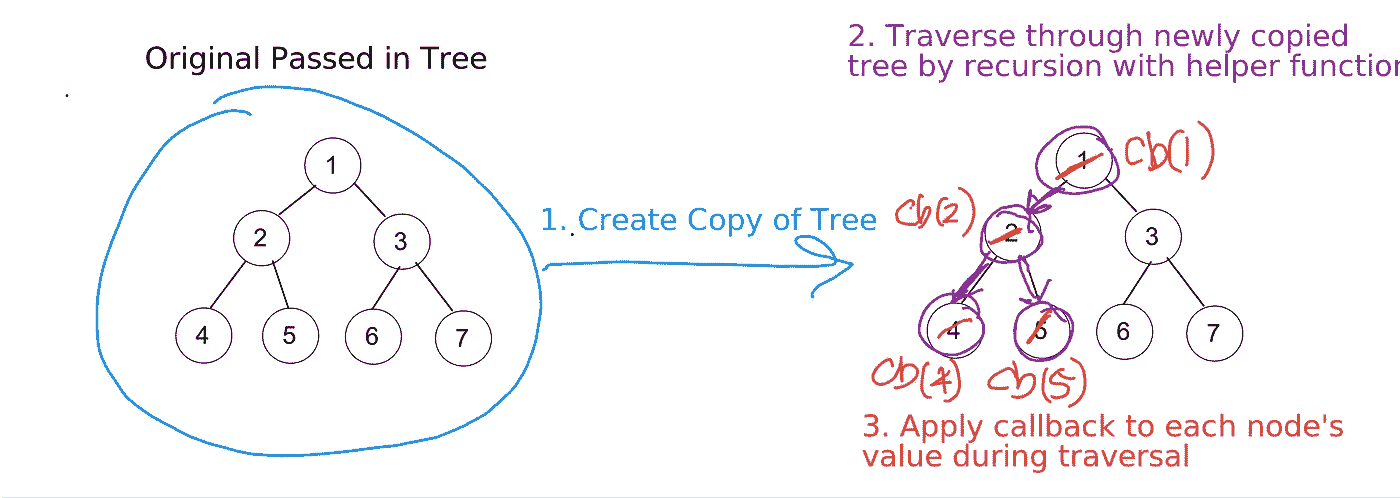 Original Passed in Tree
1
2
3
4
5
6
7
1. Create Copy of Tree
2. Traverse through newly copied
tree by recursion with helper function
1
cb(1)
cb(2)
2
3
4
5
6
7
cb(4)
cb(5)
3. Apply callback to each node's
value during traversal